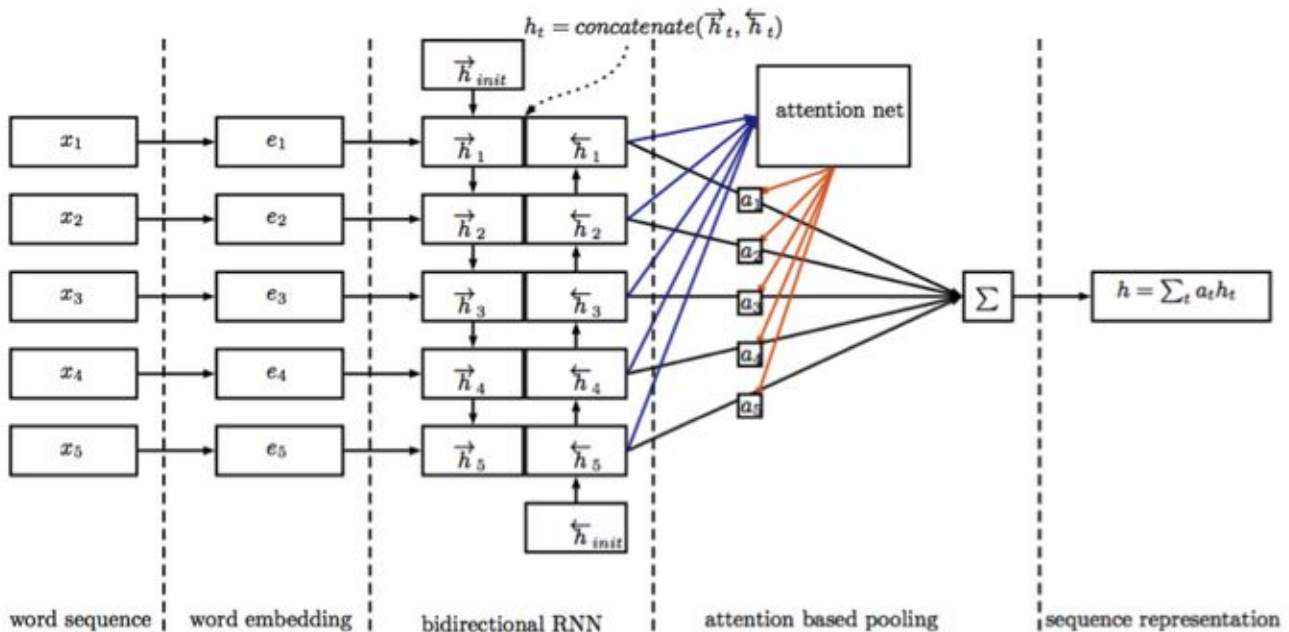 h_t = concatenate(→h_t, ←h_t)
→h_init
attention net
x_1 e_1 →h_1 ←h_1
a_1
x_2 e_2 →h_2 ←h_2
a_2
x_3 e_3 →h_3 ←h_3 a_3 ∑ h = ∑_t a_t h_t
x_4 e_4 →h_4 ←h_4
a_4
a_5
x_5 e_5 →h_5 ←h_5
←h_init
word sequence word embedding bidirectional RNN attention based pooling sequence representation